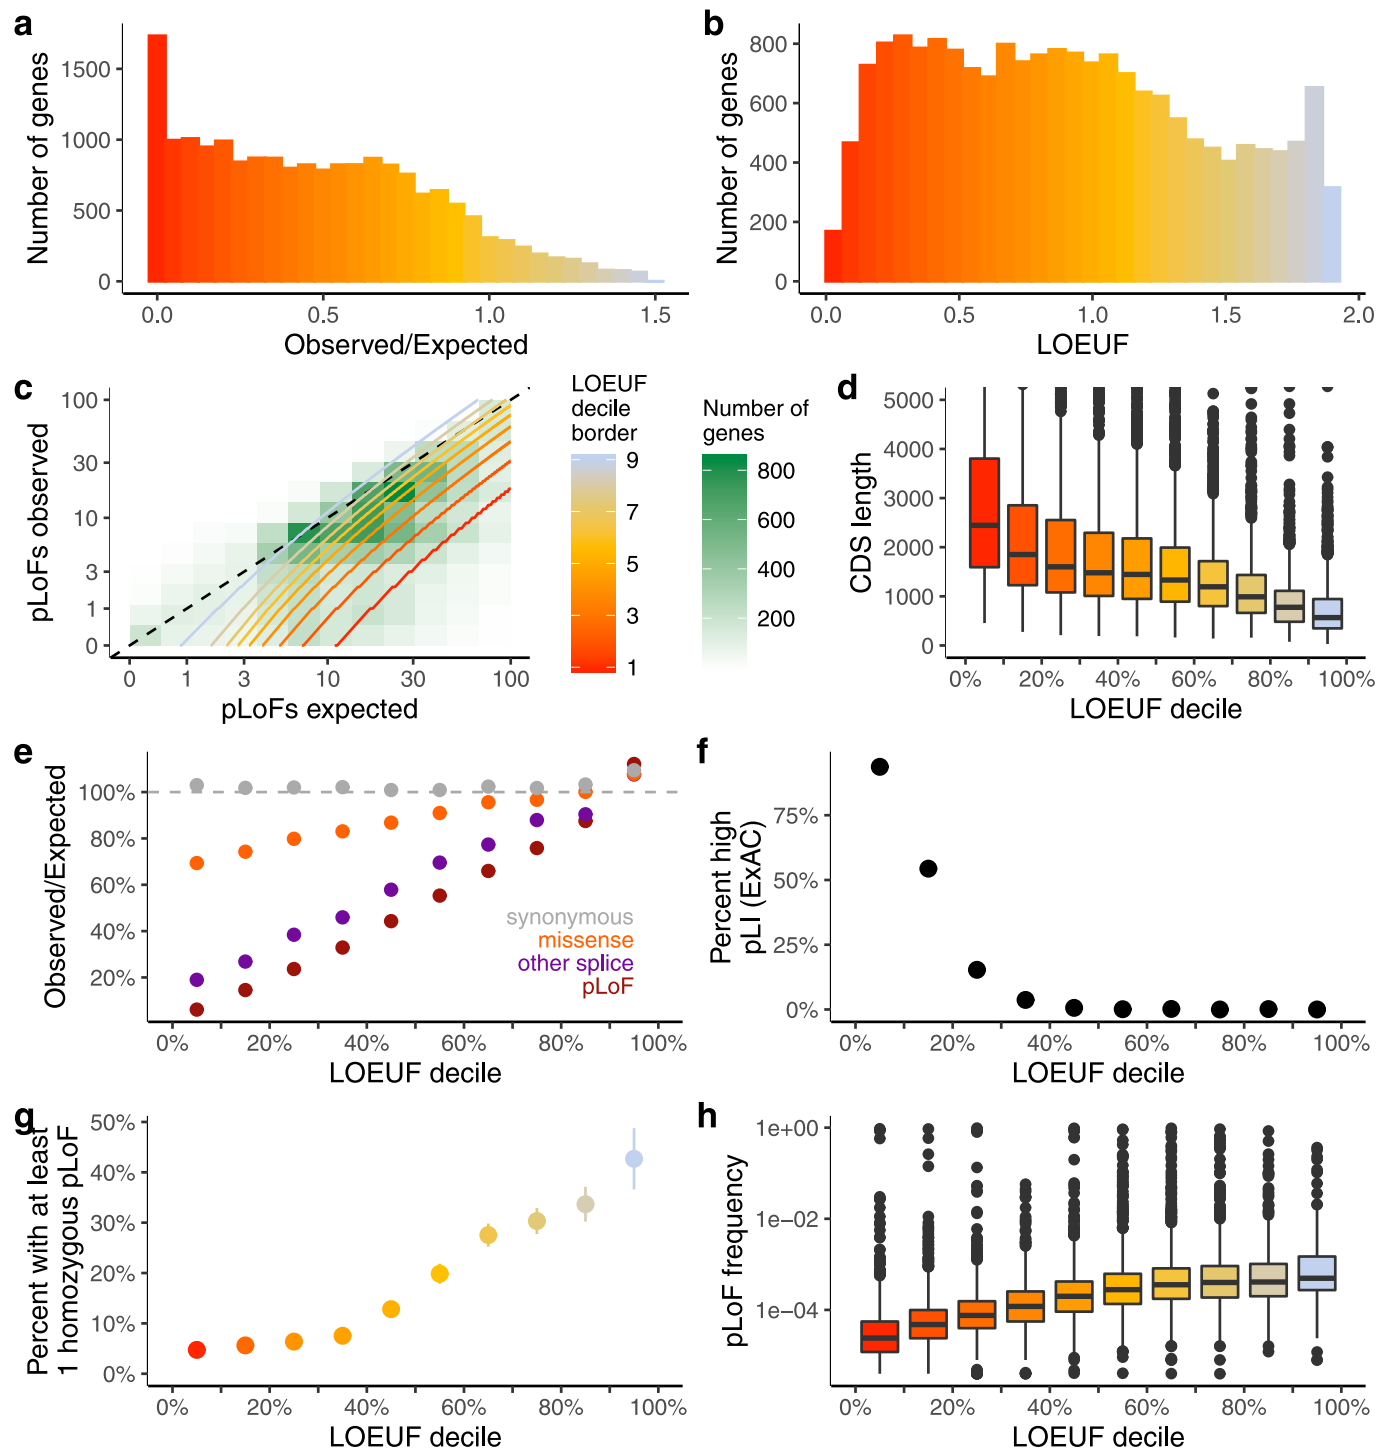 a
Number of genes
1500
1000
500
0
0.0 0.5 1.0 1.5
Observed/Expected
b
Number of genes
800
600
400
200
0
0.0 0.5 1.0 1.5 2.0
LOEUF
c
pLoFs observed
100
30
10
3
1
0
0 1 3 10 30 100
pLoFs expected
LOEUF
decile
border
9
7
5
3
1
Number of
genes
800
600
400
200
d
CDS length
5000
4000
3000
2000
1000
0
0% 20% 40% 60% 80% 100%
LOEUF decile
e
Observed/Expected
100%
80%
60%
40%
20%
synonymous
missense
other splice
pLoF
0% 20% 40% 60% 80% 100%
LOEUF decile
f
Percent high
pLI (ExAC)
75%
50%
25%
0%
0% 20% 40% 60% 80% 100%
LOEUF decile
g
Percent with at least
1 homozygous pLoF
50%
40%
30%
20%
10%
0%
0% 20% 40% 60% 80% 100%
LOEUF decile
h
pLoF frequency
1e+00
1e−02
1e−04
0% 20% 40% 60% 80% 100%
LOEUF decile